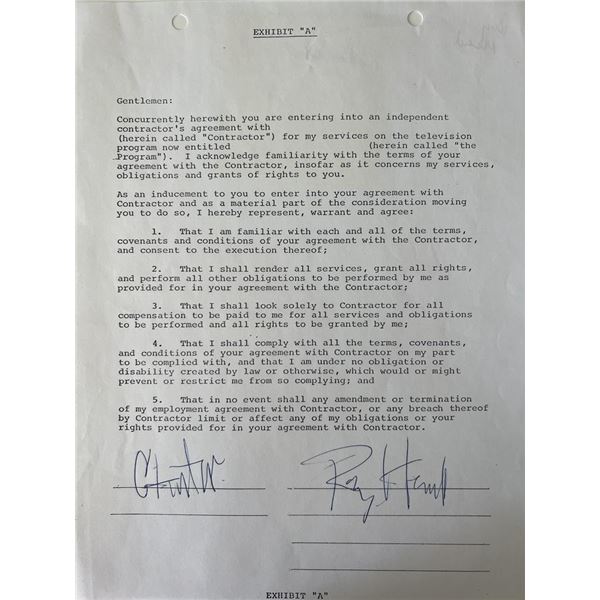 EXHIBIT "A"
Gentlemen:
Concurrently herewith you are entering into an independent
contractor's agreement with
(herein called "Contractor") for my services on the television
program now entitled (herein called "the
Program"). I acknowledge familiarity with the terms of your
agreement with the Contractor, insofar as it concerns my services,
obligations and grants of rights to you.
As an inducement to you to enter into your agreement with
Contractor and as a material part of the consideration moving
you to do so, I hereby represent, warrant and agree:
1. That I am familiar with each and all of the terms,
covenants and conditions of your agreement with the Contractor,
and consent to the execution thereof;
2. That I shall render all services, grant all rights,
and perform all other obligations to be performed by me as
provided for in your agreement with the Contractor;
3. That I shall look solely to Contractor for all
compensation to be paid to me for all services and obligations
to be performed and all rights to be granted by me;
4. That I shall comply with all the terms, covenants,
and conditions of your agreement with Contractor on my part
to be complied with, and that I am under no obligation or
disability created by law or otherwise, which would or might
prevent or restrict me from so complying; and
5. That in no event shall any amendment or termination
of my employment agreement with Contractor, or any breach thereof
by Contractor limit or affect any of my obligations or your
rights provided for in your agreement with Contractor.
EXHIBIT "A"